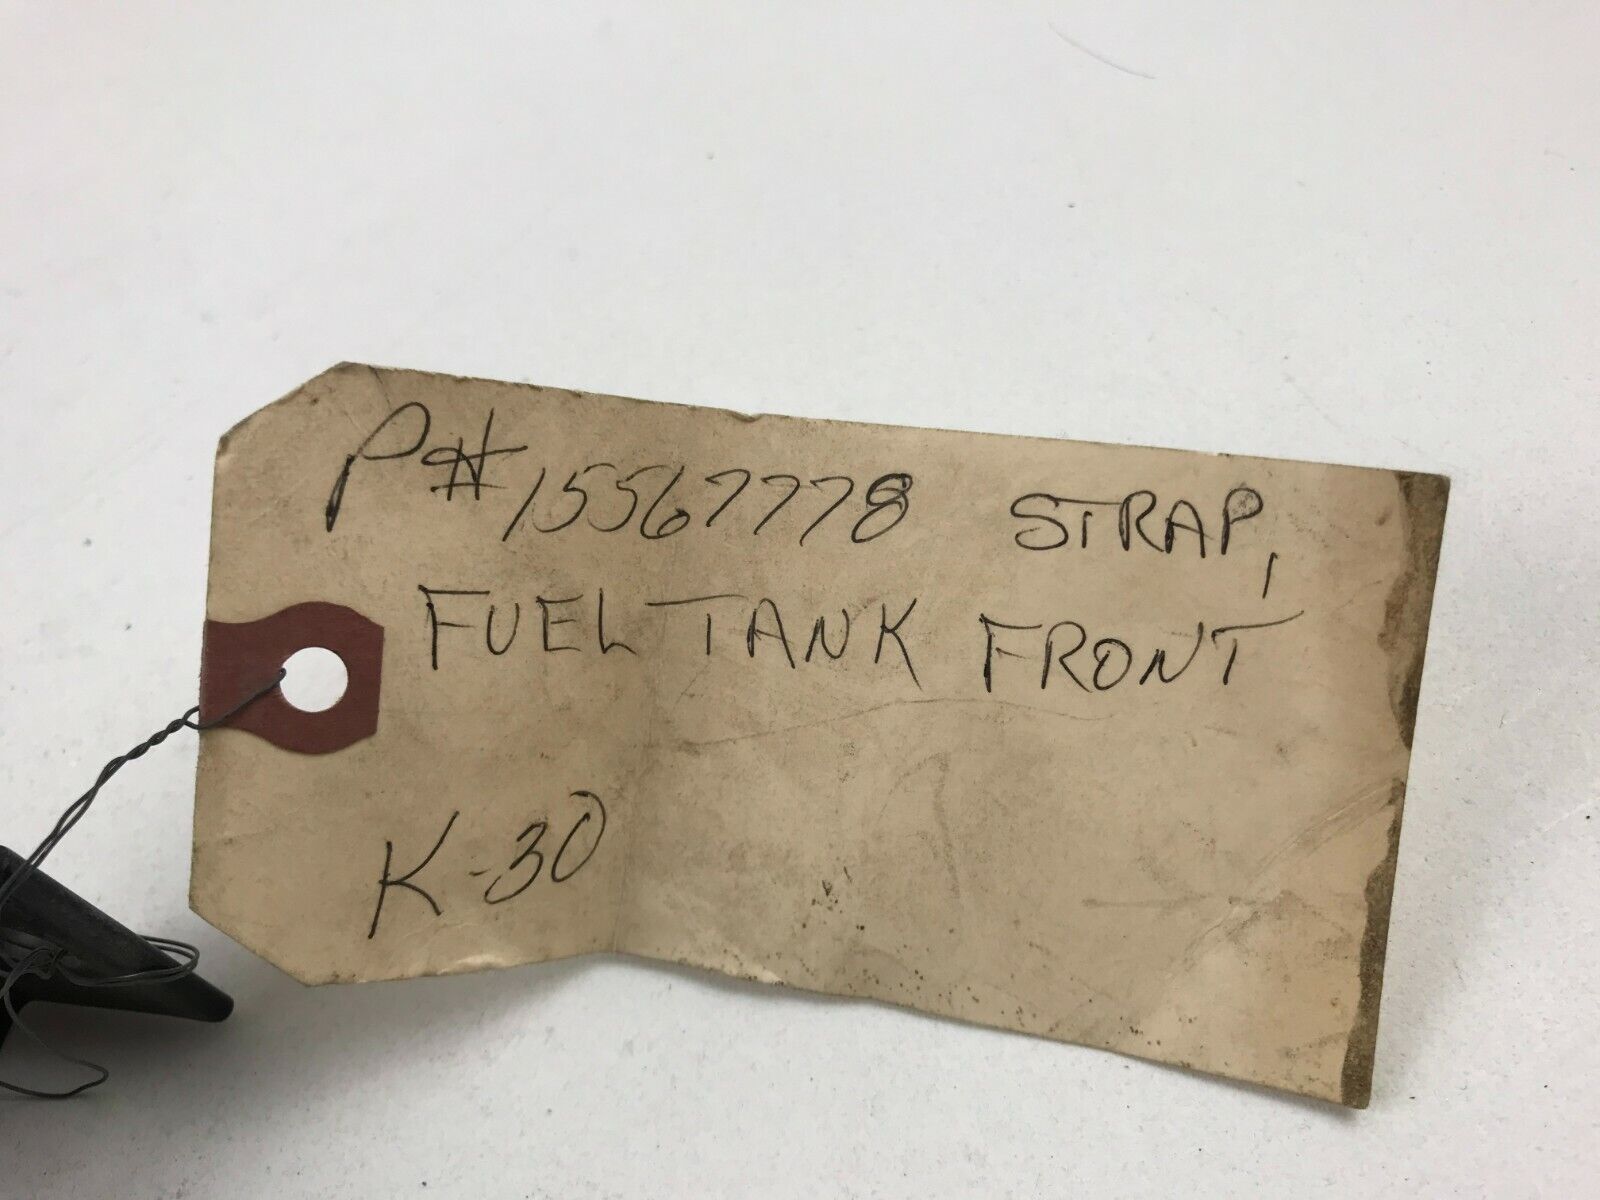 P# 15567778 STRAP,
FUEL TANK FRONT
K-30